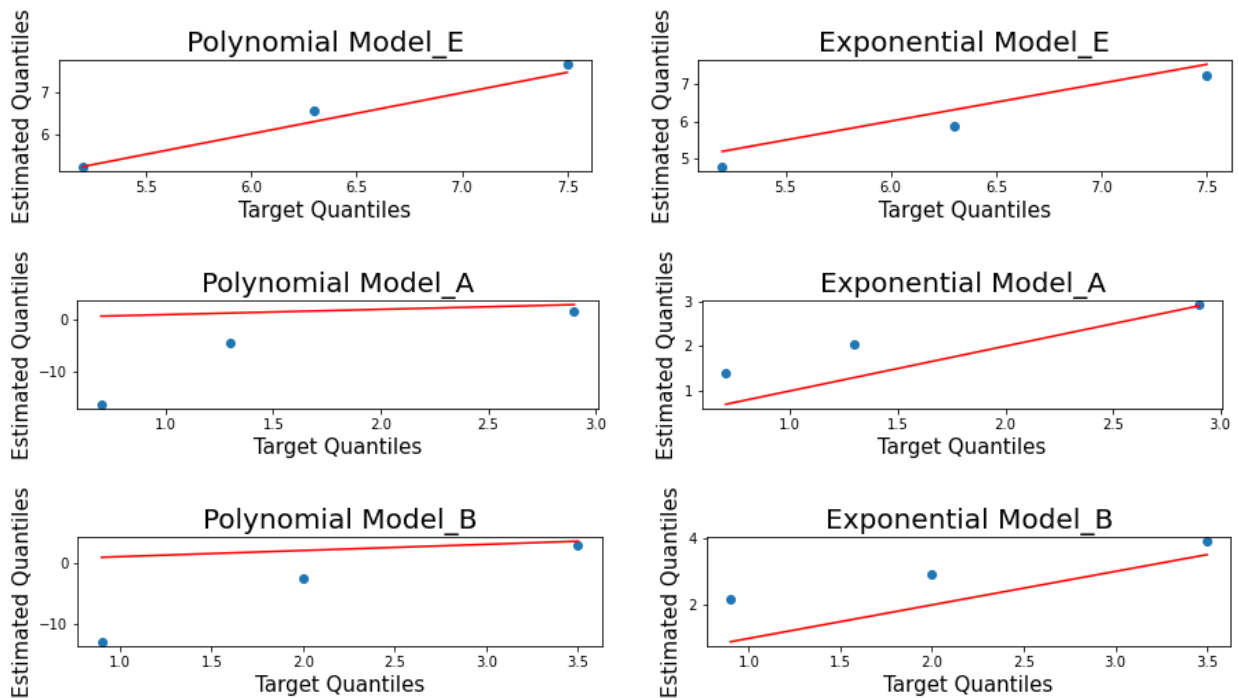 Polynomial Model_E
Estimated Quantiles
7
6
5.5
6.0
6.5
7.0
7.5
Target Quantiles
Exponential Model_E
Estimated Quantiles
7
6
5
5.5
6.0
6.5
7.0
7.5
Target Quantiles
Polynomial Model_A
Estimated Quantiles
0
−10
1.0
1.5
2.0
2.5
3.0
Target Quantiles
Exponential Model_A
Estimated Quantiles
3
2
1
1.0
1.5
2.0
2.5
3.0
Target Quantiles
Polynomial Model_B
Estimated Quantiles
0
−10
1.0
1.5
2.0
2.5
3.0
3.5
Target Quantiles
Exponential Model_B
Estimated Quantiles
4
2
1.0
1.5
2.0
2.5
3.0
3.5
Target Quantiles